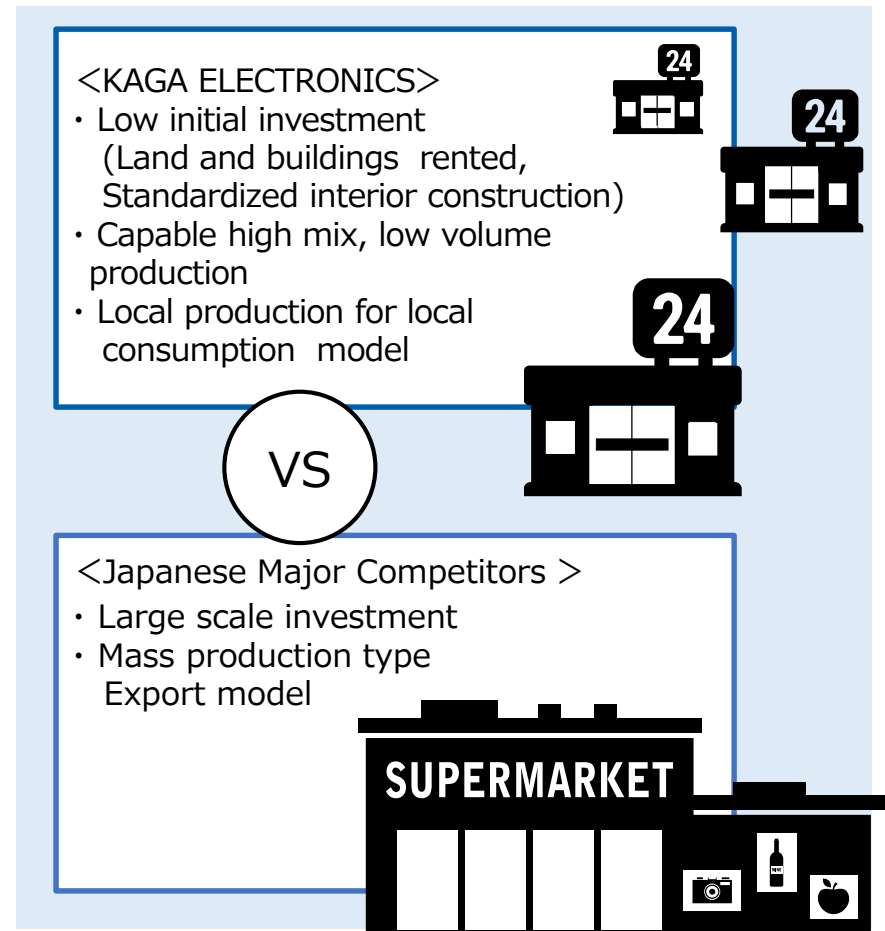 ＜KAGA ELECTRONICS＞
24
・Low initial investment
24
(Land and buildings rented,
Standardized interior construction)
・Capable high mix, low volume
production
・Local production for local
24
consumption model
VS
＜Japanese Major Competitors ＞
・Large scale investment
・Mass production type
Export model
SUPERMARKET